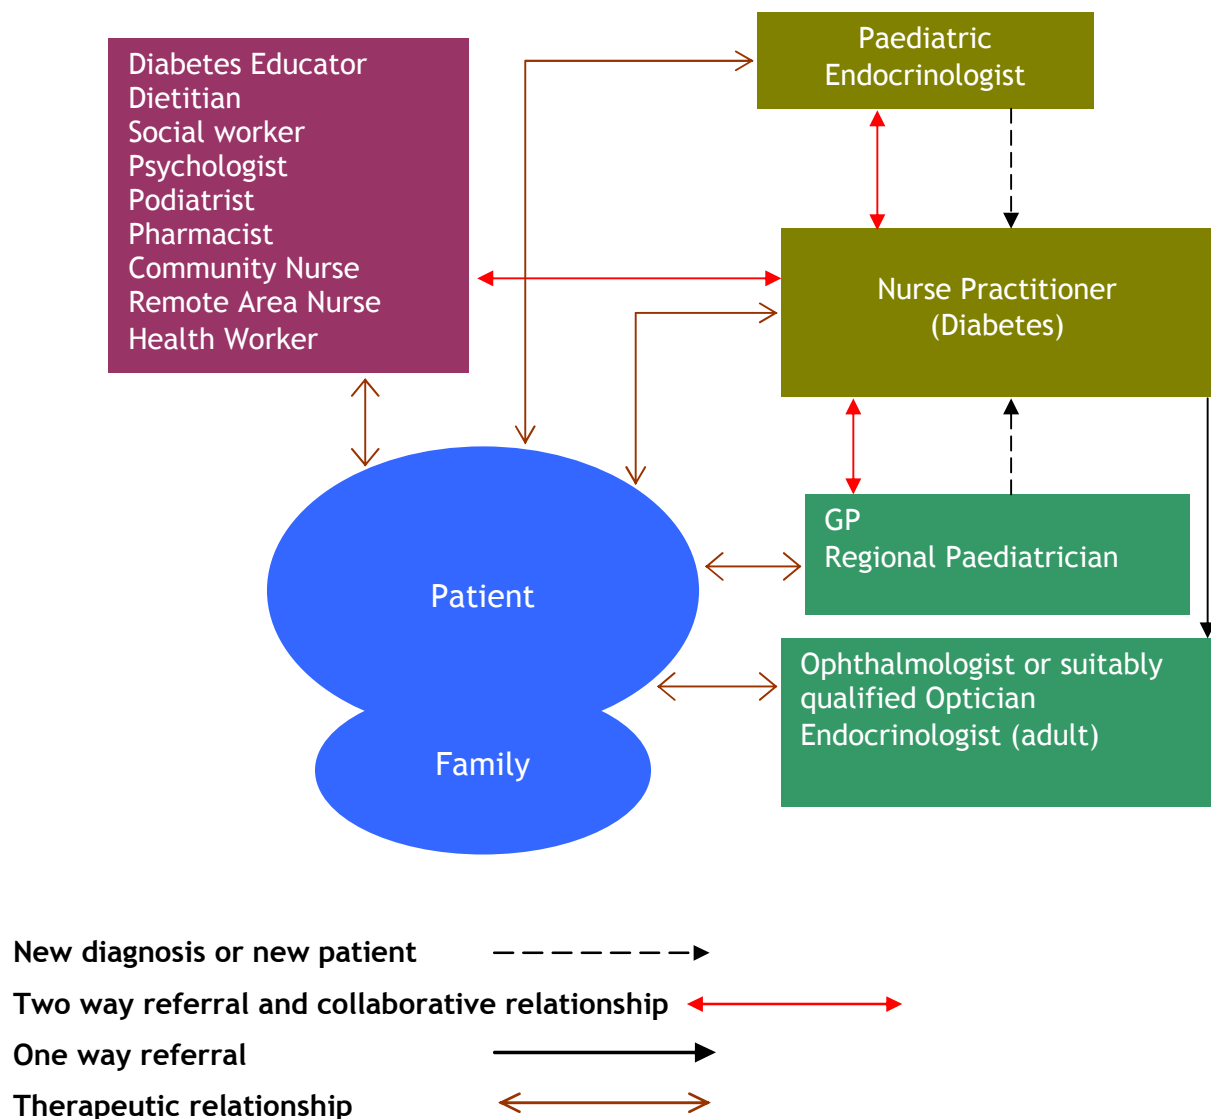 Diabetes Educator
Dietitian
Social worker
Psychologist
Podiatrist
Pharmacist
Community Nurse
Remote Area Nurse
Health Worker
Paediatric
Endocrinologist
Nurse Practitioner
(Diabetes)
GP
Regional Paediatrician
Patient
Ophthalmologist or suitably
qualified Optician
Endocrinologist (adult)
Family
New diagnosis or new patient
Two way referral and collaborative relationship
One way referral
Therapeutic relationship